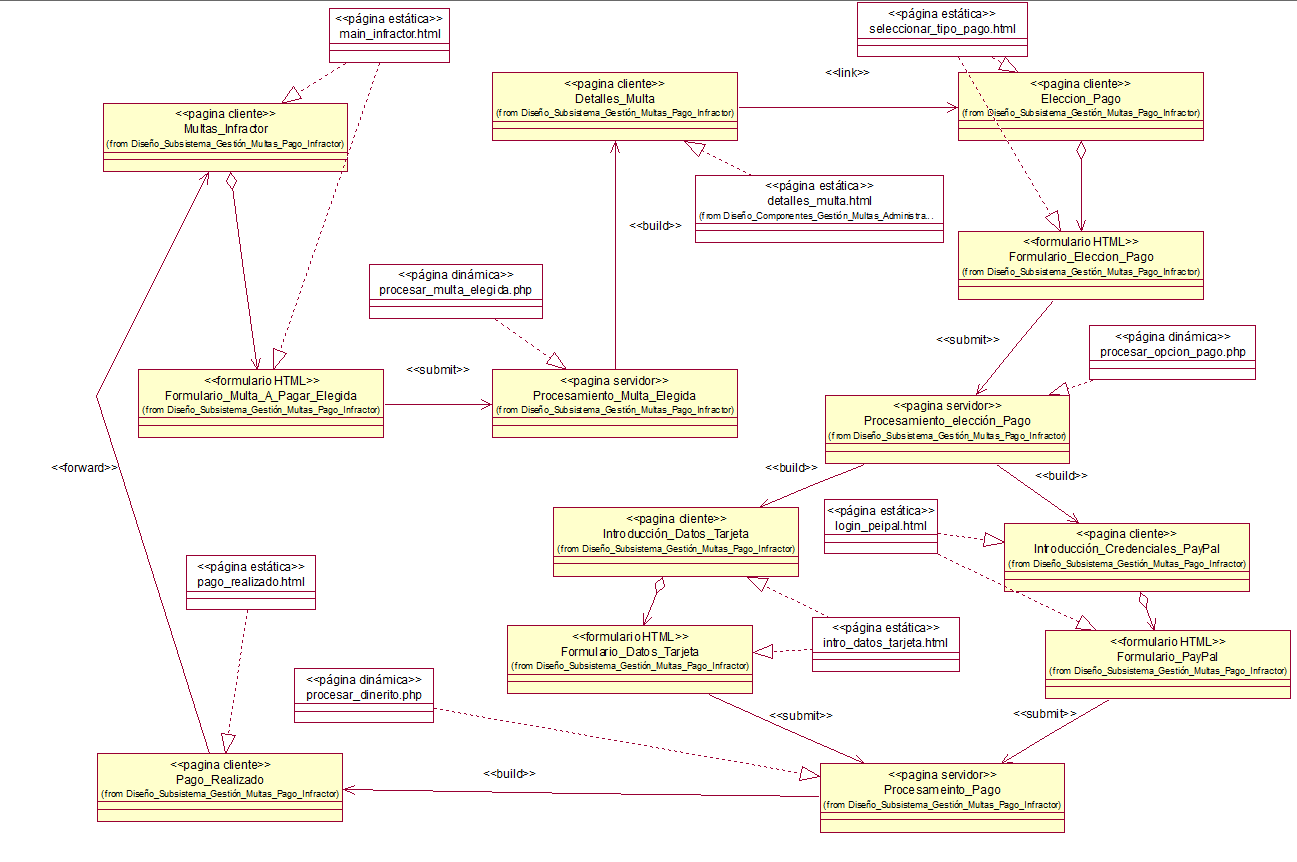 <<página estática>>
main_infractor.html
<<página estática>>
seleccionar_tipo_pago.html
<<link>>
<<pagina cliente>>
Detalles_Multa
(from Diseño_Subsistema_Gestión_Multas_Pago_Infractor)
<<pagina cliente>>
Eleccion_Pago
(from Diseño_Subsistema_Gestión_Multas_Pago_Infractor)
<<pagina cliente>>
Multas_Infractor
(from Diseño_Subsistema_Gestión_Multas_Pago_Infractor)
<<página estática>>
detalles_multa.html
(from Diseño_Componentes_Gestión_Multas_Administra...
<<build>>
<<formulario HTML>>
Formulario_Eleccion_Pago
(from Diseño_Subsistema_Gestión_Multas_Pago_Infractor)
<<página dinámica>>
procesar_multa_elegida.php
<<submit>>
<<página dinámica>>
procesar_opcion_pago.php
<<formulario HTML>>
Formulario_Multa_A_Pagar_Elegida
(from Diseño_Subsistema_Gestión_Multas_Pago_Infractor)
<<submit>>
<<pagina servidor>>
Procesamiento_Multa_Elegida
(from Diseño_Subsistema_Gestión_Multas_Pago_Infractor)
<<pagina servidor>>
Procesamiento_elección_Pago
(from Diseño_Subsistema_Gestión_Multas_Pago_Infractor)
<<forward>>
<<build>>
<<build>>
<<pagina cliente>>
Introducción_Datos_Tarjeta
(from Diseño_Subsistema_Gestión_Multas_Pago_Infractor)
<<página estática>>
login_peipal.html
<<pagina cliente>>
Introducción_Credenciales_PayPal
(from Diseño_Subsistema_Gestión_Multas_Pago_Infractor)
<<página estática>>
pago_realizado.html
<<formulario HTML>>
Formulario_Datos_Tarjeta
(from Diseño_Subsistema_Gestión_Multas_Pago_Infractor)
<<página estática>>
intro_datos_tarjeta.html
<<formulario HTML>>
Formulario_PayPal
(from Diseño_Subsistema_Gestión_Multas_Pago_Infractor)
<<página dinámica>>
procesar_dinerito.php
<<submit>>
<<submit>>
<<pagina cliente>>
Pago_Realizado
(from Diseño_Subsistema_Gestión_Multas_Pago_Infractor)
<<build>>
<<pagina servidor>>
Procesameinto_Pago
(from Diseño_Subsistema_Gestión_Multas_Pago_Infractor)